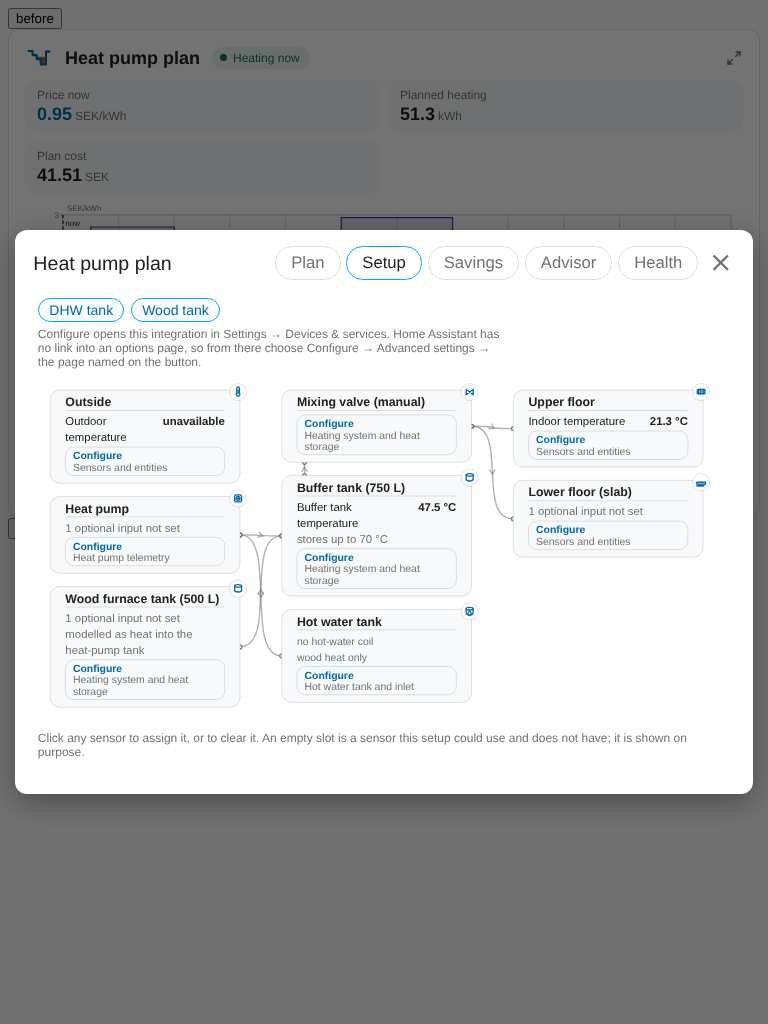 before
Heat pump plan
Heating now
Price now
0.95 SEK/kWh
Planned heating
51.3 kWh
Plan cost
41.51 SEK
SEK/kWh
3
now
Heat pump plan
Plan
Setup
Savings
Advisor
Health
DHW tank
Wood tank
Configure opens this integration in Settings → Devices & services. Home Assistant has
no link into an options page, so from there choose Configure → Advanced settings →
the page named on the button.
Outside
Outdoor temperature
unavailable
Configure
Sensors and entities
Heat pump
1 optional input not set
Configure
Heat pump telemetry
Wood furnace tank (500 L)
1 optional input not set
modelled as heat into the
heat-pump tank
Configure
Heating system and heat
storage
Mixing valve (manual)
Configure
Heating system and heat
storage
Buffer tank (750 L)
Buffer tank temperature
47.5 °C
stores up to 70 °C
Configure
Heating system and heat
storage
Hot water tank
no hot-water coil
wood heat only
Configure
Hot water tank and inlet
Upper floor
Indoor temperature
21.3 °C
Configure
Sensors and entities
Lower floor (slab)
1 optional input not set
Configure
Sensors and entities
Click any sensor to assign it, or to clear it. An empty slot is a sensor this setup could use and does not have; it is shown on
purpose.